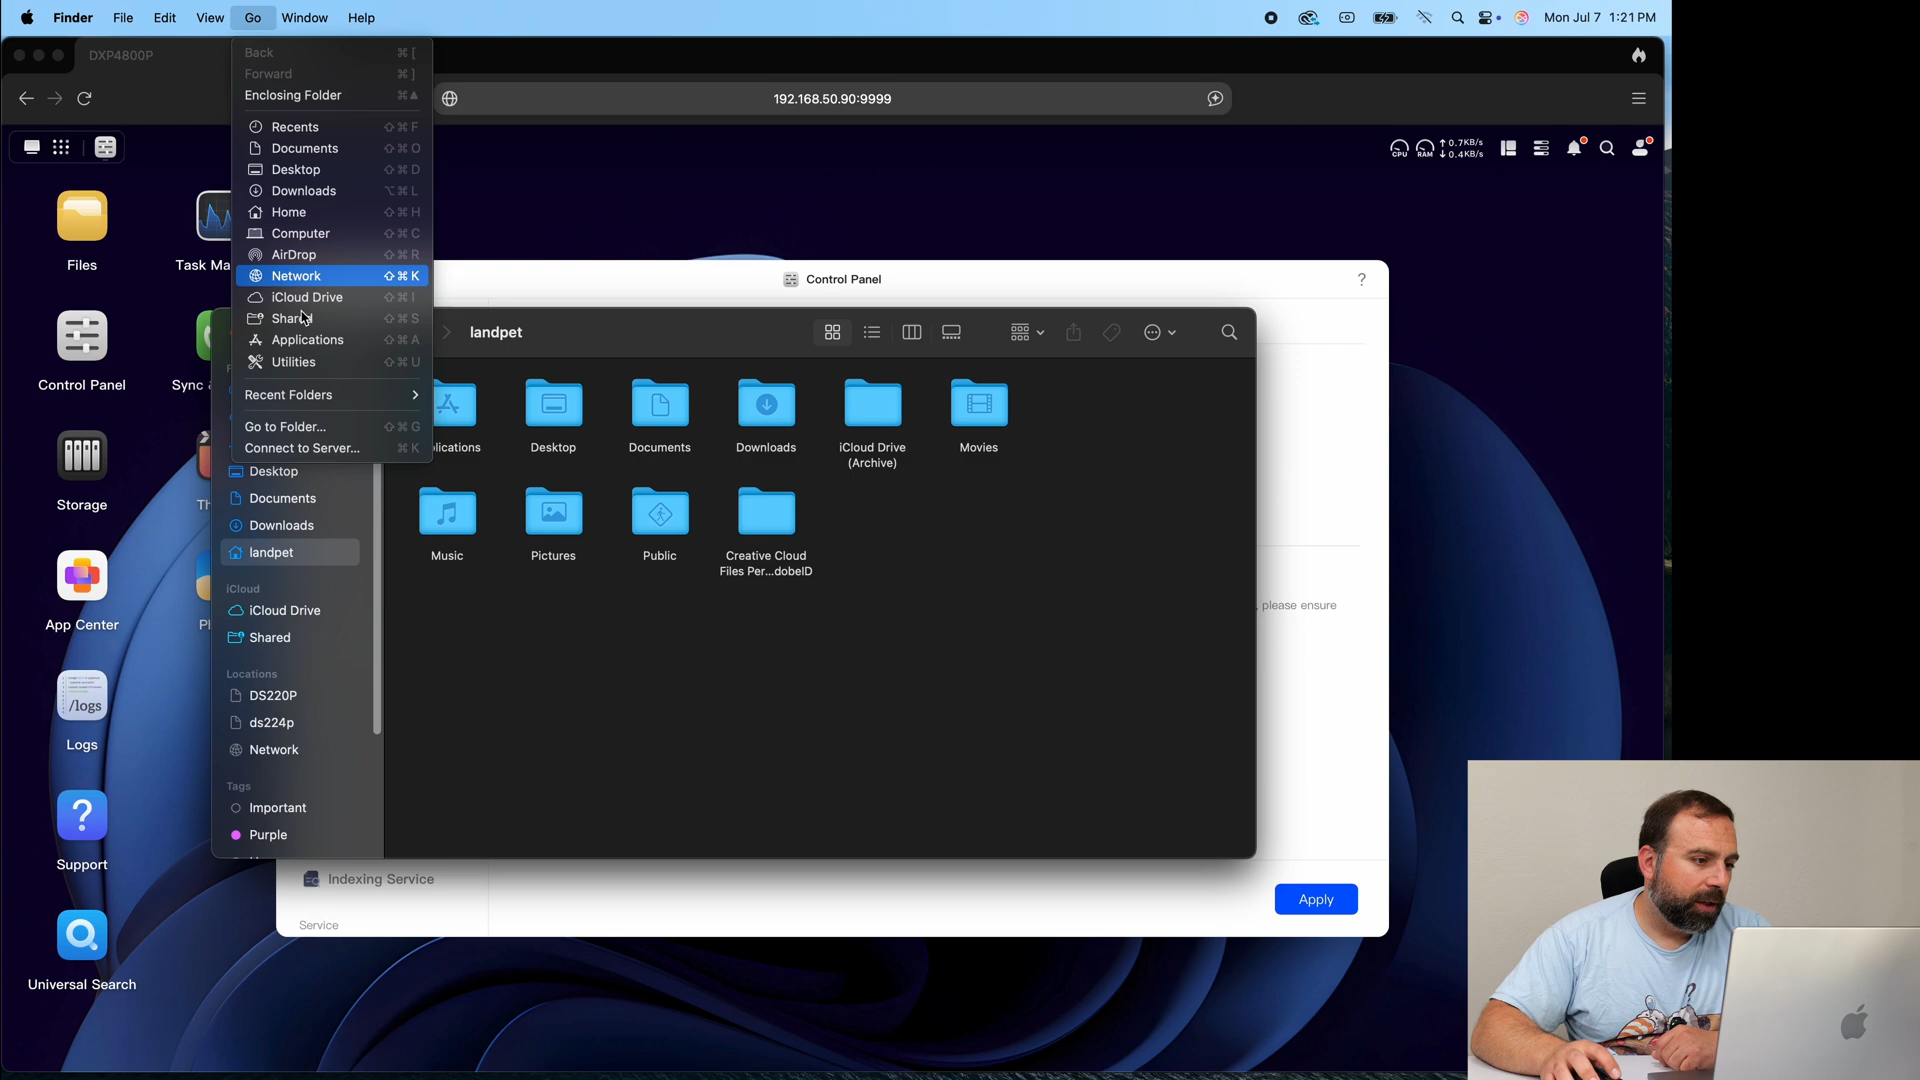 Finder File Edit View Go Window Help
Mon Jul 7 1:21 PM
DXP4800P
192.168.50.90:9999
Back ⌘ [
Forward ⌘ ]
Enclosing Folder ⌘▲
Recents ⇧⌘F
Documents ⇧⌘O
Desktop ⇧⌘D
Downloads ⌥⌘L
Home ⇧⌘H
Computer ⇧⌘C
AirDrop ⇧⌘R
Network ⇧⌘K
iCloud Drive ⇧⌘I
Shared ⇧⌘S
Applications ⇧⌘A
Utilities ⇧⌘U
Recent Folders
Go to Folder... ⇧⌘G
Connect to Server... ⌘K
CPU RAM ↑ 0.7KB/s
↓ 0.4KB/s
Files
Task Ma
Control Panel
Sync &
Storage
App Center
/logs
Logs
Support
Universal Search
Control Panel
?
landpet
lications
Desktop
Documents
Downloads
iCloud Drive
(Archive)
Movies
Music
Pictures
Public
Creative Cloud
Files Per...dobeID
Desktop
Documents
Downloads
landpet
iCloud
iCloud Drive
Shared
Locations
DS220P
ds224p
Network
Tags
Important
Purple
, please ensure
Indexing Service
Service
Apply